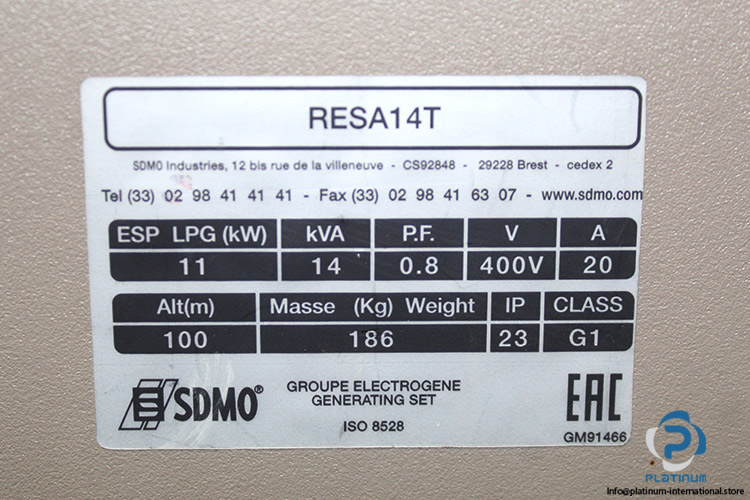 RESA14T
SDMO Industries, 12 bis rue de la villeneuve - CS92848 - 29228 Brest - cedex 2
Tel (33) 02 98 41 41 41 - Fax (33) 02 98 41 63 07 - www.sdmo.com
ESP LPG (kW) kVA P.F. V A
11 14 0.8 400V 20
Alt(m) Masse (Kg) Weight IP CLASS
100 186 23 G1
SDMO®
GROUPE ELECTROGENE
GENERATING SET
ISO 8528
EAC
GM91466
PLATINUM
Info@platinum-international.store